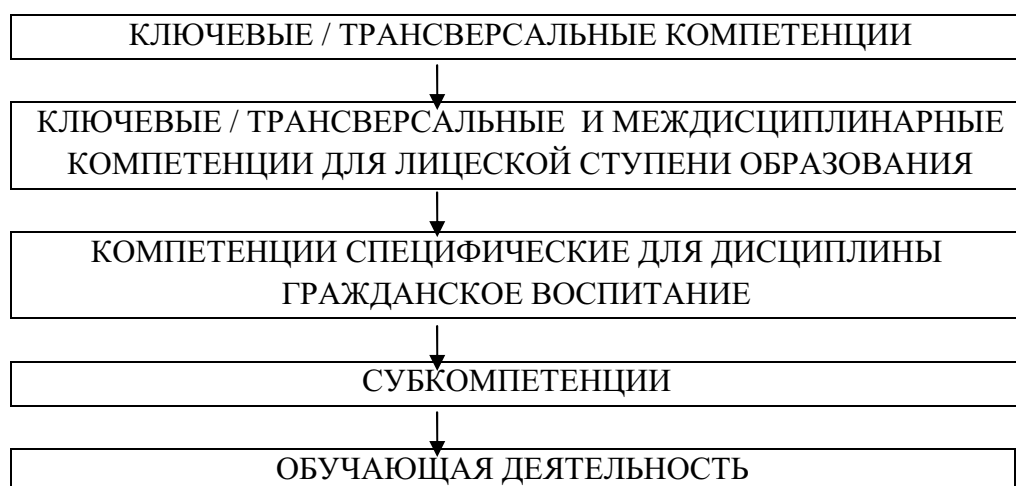 КЛЮЧЕВЫЕ / ТРАНСВЕРСАЛЬНЫЕ КОМПЕТЕНЦИИ
КЛЮЧЕВЫЕ / ТРАНСВЕРСАЛЬНЫЕ И МЕЖДИСЦИПЛИНАРНЫЕ
КОМПЕТЕНЦИИ ДЛЯ ЛИЦЕСКОЙ СТУПЕНИ ОБРАЗОВАНИЯ
КОМПЕТЕНЦИИ СПЕЦИФИЧЕСКИЕ ДЛЯ ДИСЦИПЛИНЫ
ГРАЖДАНСКОЕ ВОСПИТАНИЕ
СУБКОМПЕТЕНЦИИ
ОБУЧАЮЩАЯ ДЕЯТЕЛЬНОСТЬ